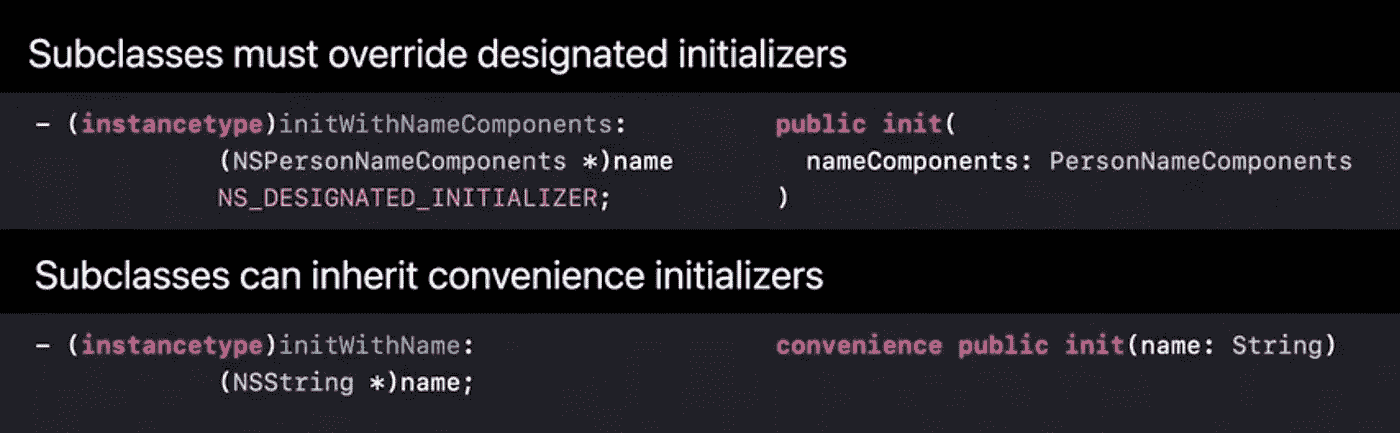 Subclasses must override designated initializers
- (instancetype)initWithNameComponents:
(NSPersonNameComponents *)name
NS_DESIGNATED_INITIALIZER;
public init(
nameComponents: PersonNameComponents
)
Subclasses can inherit convenience initializers
- (instancetype)initWithName:
(NSString *)name;
convenience public init(name: String)